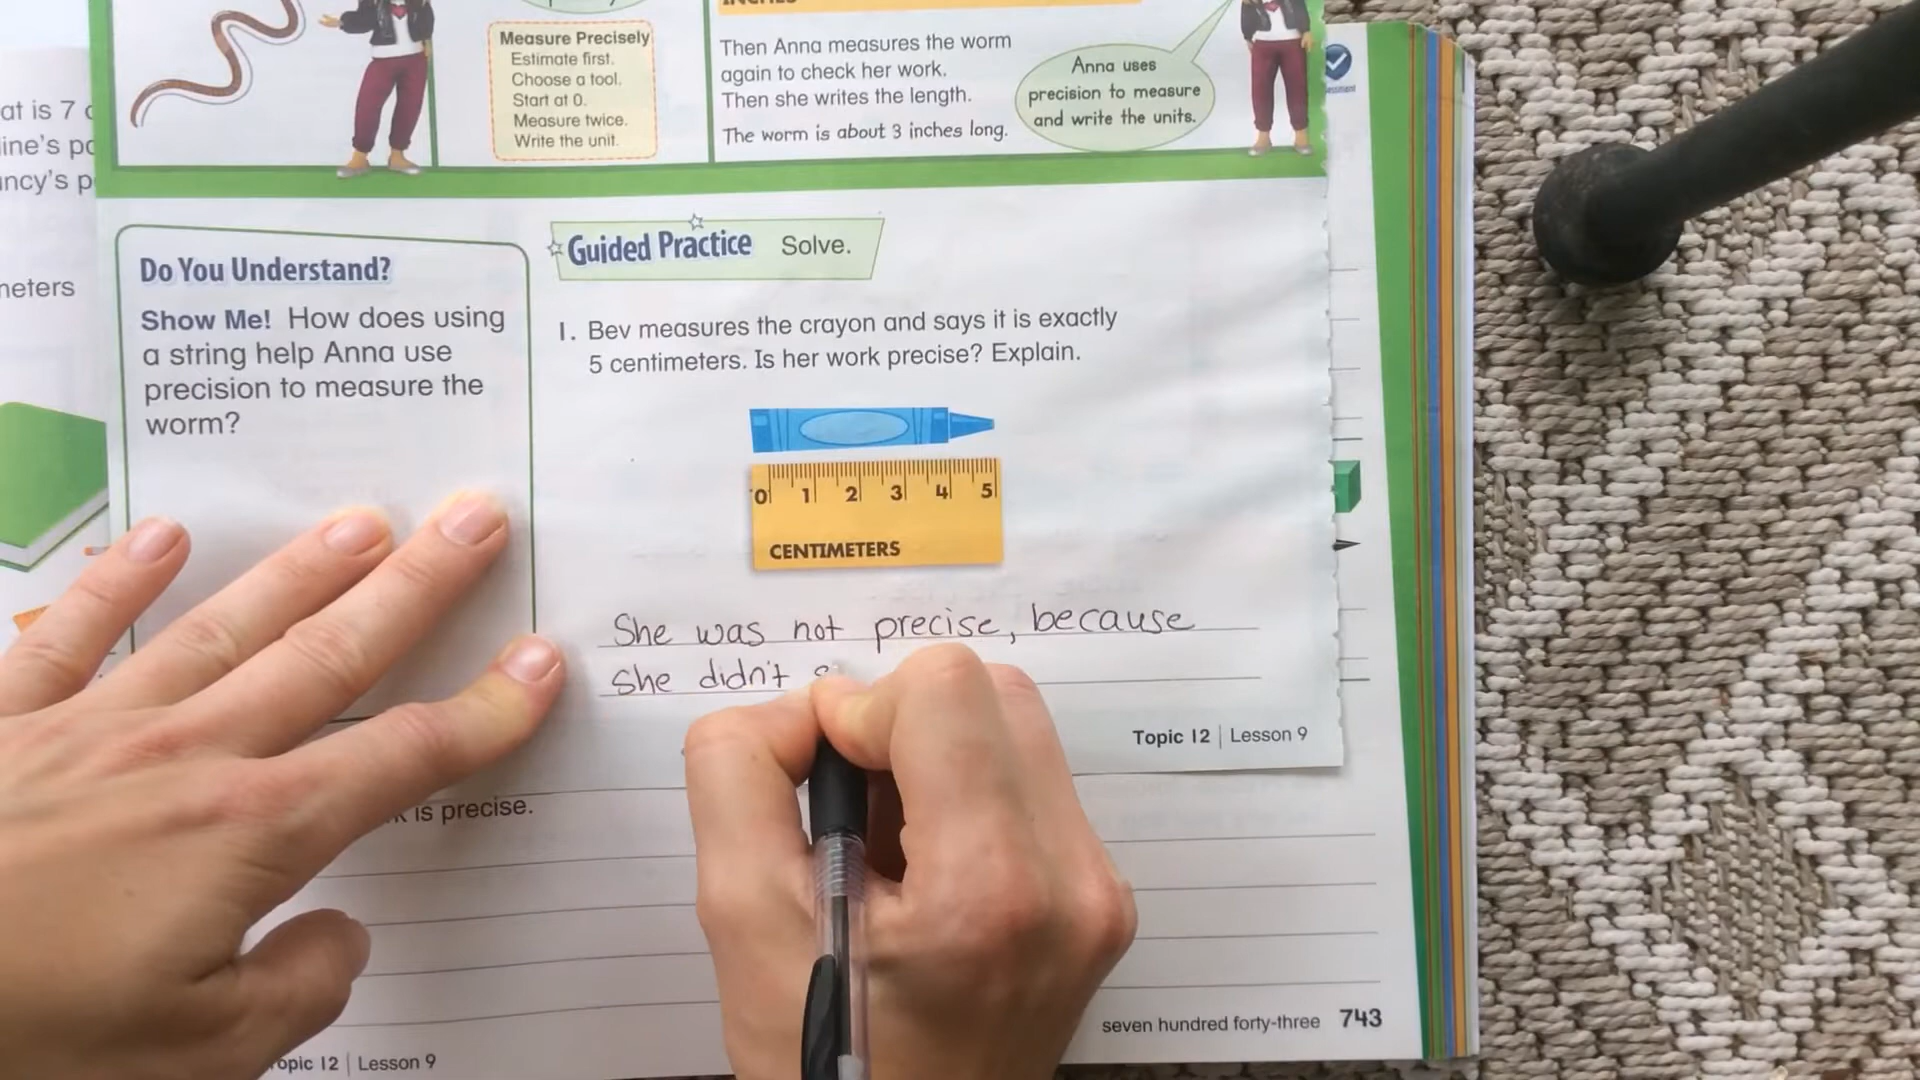 Measure Precisely
Estimate first.
Choose a tool.
Start at 0.
Measure twice.
Write the unit.
Then Anna measures the worm
again to check her work.
Then she writes the length.
The worm is about 3 inches long.
Anna uses
precision to measure
and write the units.
at is 7
ine's
ncy's
meters
Do You Understand?
Show Me! How does using
a string help Anna use
precision to measure the
worm?
Guided Practice Solve.
1. Bev measures the crayon and says it is exactly
5 centimeters. Is her work precise? Explain.
0 1 2 3 4 5
CENTIMETERS
She was not precise, because
she didn't
Topic 12 | Lesson 9
is precise.
seven hundred forty-three 743
opic 12 | Lesson 9